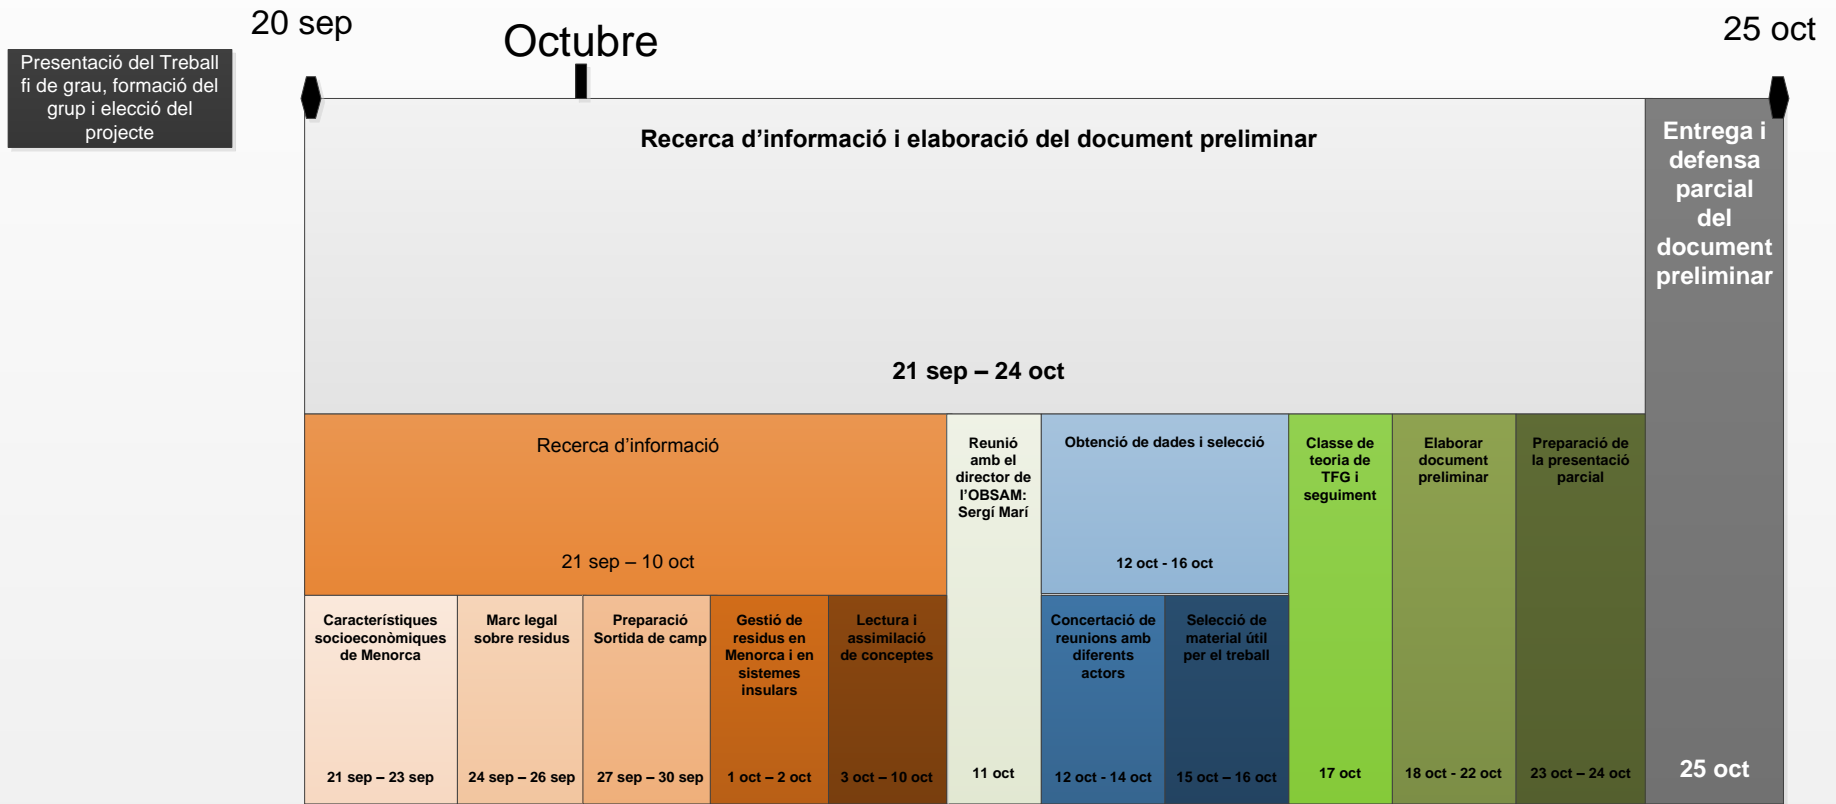 20 sep
Octubre
25 oct
Presentació del Treball
fi de grau, formació del
grup i elecció del
projecte
Recerca d’informació i elaboració del document preliminar
21 sep – 24 oct
Entrega i
defensa
parcial
del
document
preliminar
25 oct
Recerca d’informació
21 sep – 10 oct
Reunió
amb el
director de
l’OBSAM:
Sergí Marí
11 oct
Obtenció de dades i selecció
12 oct - 16 oct
Classe de
teoria de
TFG i
seguiment
17 oct
Elaborar
document
preliminar
18 oct - 22 oct
Preparació de
la presentació
parcial
23 oct – 24 oct
Característiques
socioeconòmiques
de Menorca
21 sep – 23 sep
Marc legal
sobre residus
24 sep – 26 sep
Preparació
Sortida de camp
27 sep – 30 sep
Gestió de
residus en
Menorca i en
sistemes
insulars
1 oct – 2 oct
Lectura i
assimilació
de conceptes
3 oct – 10 oct
Concertació de
reunions amb
diferents
actors
12 oct - 14 oct
Selecció de
material útil
per el treball
15 oct – 16 oct